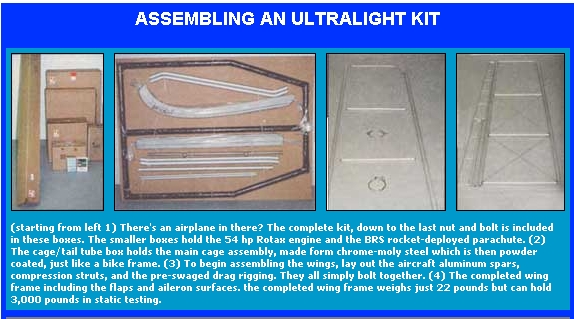 ASSEMBLING AN ULTRALIGHT KIT
(starting from left 1) There's an airplane in there? The complete kit, down to the last nut and bolt is included
in these boxes. The smaller boxes hold the 54 hp Rotax engine and the BRS rocket-deployed parachute. (2)
The cage/tail tube box holds the main cage assembly, made form chrome-moly steel which is then powder
coated, just like a bike frame. (3) To begin assembling the wings, lay out the aircraft aluminum spars,
compression struts, and the pre-swaged drag rigging. They all simply bolt together. (4) The completed wing
frame including the flaps and aileron surfaces. the completed wing frame weighs just 22 pounds but can hold
3,000 pounds in static testing.